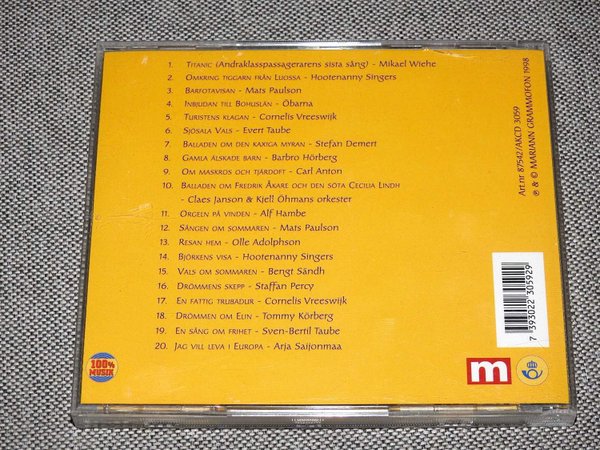 1. Titanic (Andraklasspassagerarens sista sång) - Mikael Wiehe
2. Omkring tiggarn från Luossa - Hootenanny Singers
3. Barfotavisan - Mats Paulson
4. Inbjudan till Bohuslän - Öbarna
5. Turistens klagan - Cornelis Vreeswijk
6. Sjösala Vals - Evert Taube
7. Balladen om den kaxiga myran - Stefan Demert
8. Gamla älskade barn - Barbro Hörberg
9. Om maskros och tjärdoft - Carl Anton
10. Balladen om Fredrik Åkare och den söta Cecilia Lindh
- Claes Janson & Kjell Öhmans orkester
11. Orgeln på vinden - Alf Hambe
12. Sången om sommaren - Mats Paulson
13. Resan hem - Olle Adolphson
14. Björkens visa - Hootenanny Singers
15. Vals om sommaren - Bengt Sändh
16. Drömmens skepp - Staffan Percy
17. En fattig trubadur - Cornelis Vreeswijk
18. Drömmen om Elin - Tommy Körberg
19. En sång om frihet - Sven-Bertil Taube
20. Jag vill leva i Europa - Arja Saijonmaa
Art.nr 87542/AKCD 3059
℗ & © MARIANN GRAMMOFON 1998
7 393022 305929
100%
MUSIK
m